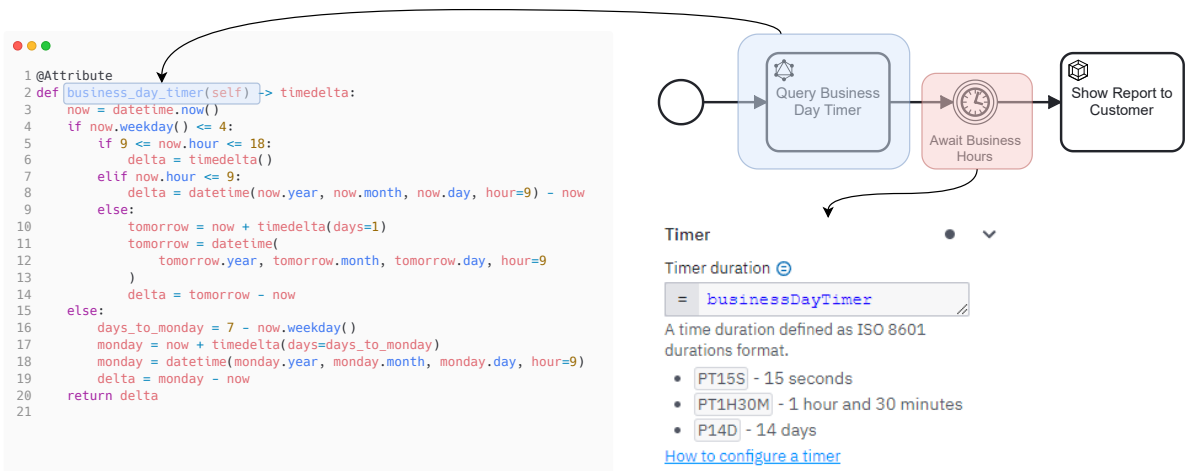 1 @Attribute
2 def business_day_timer(self) -> timedelta:
3     now = datetime.now()
4     if now.weekday() <= 4:
5         if 9 <= now.hour <= 18:
6             delta = timedelta()
7         elif now.hour <= 9:
8             delta = datetime(now.year, now.month, now.day, hour=9) - now
9         else:
10             tomorrow = now + timedelta(days=1)
11             tomorrow = datetime(
12                 tomorrow.year, tomorrow.month, tomorrow.day, hour=9
13             )
14             delta = tomorrow - now
15     else:
16         days_to_monday = 7 - now.weekday()
17         monday = now + timedelta(days=days_to_monday)
18         monday = datetime(monday.year, monday.month, monday.day, hour=9)
19         delta = monday - now
20     return delta
21
Query Business
Day Timer
Await Business
Hours
Show Report to
Customer
Timer
Timer duration
= businessDayTimer
A time duration defined as ISO 8601
durations format.
• PT15S - 15 seconds
• PT1H30M - 1 hour and 30 minutes
• P14D - 14 days
How to configure a timer